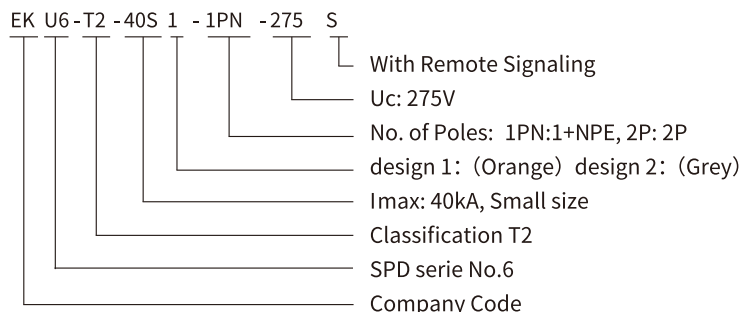 EK U6-T2-40S 1 -1PN -275 S
With Remote Signaling
Uc: 275V
No. of Poles: 1PN:1+NPE, 2P: 2P
design 1:（Orange）design 2:（Grey）
Imax: 40kA, Small size
Classification T2
SPD serie No.6
Company Code